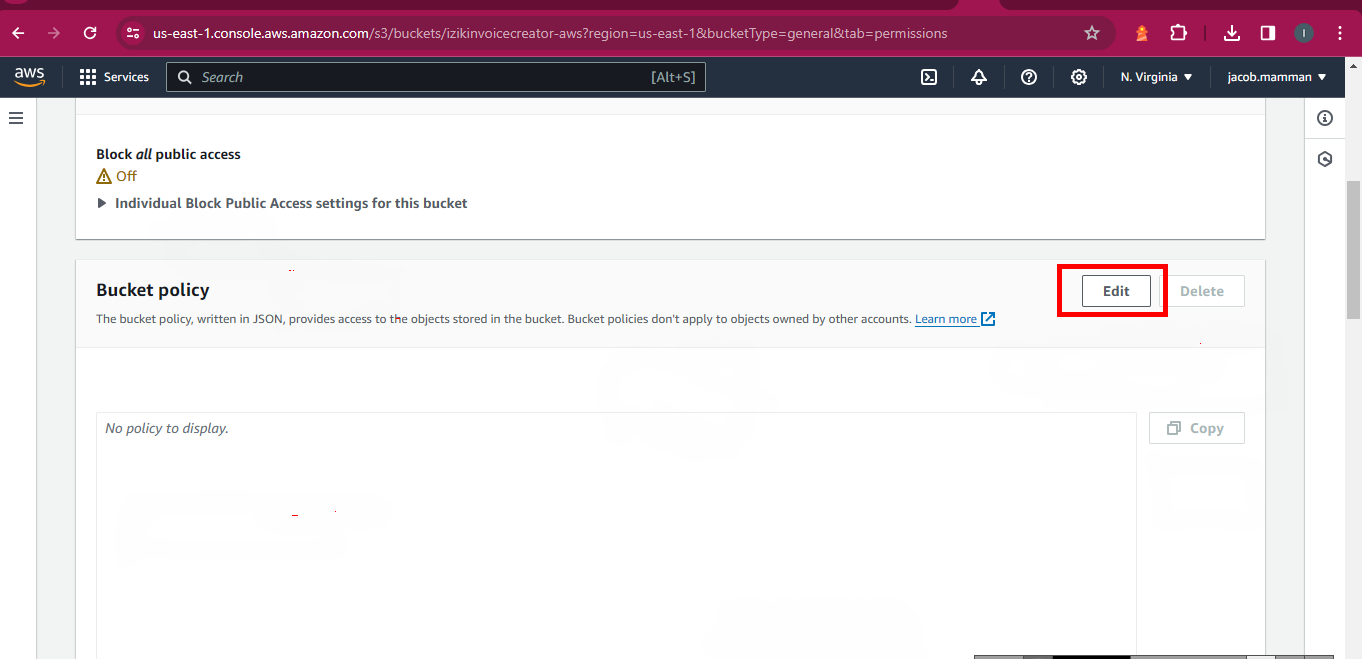 us-east-1.console.aws.amazon.com/s3/buckets/izikinvoicecreator-aws?region=us-east-1&bucketType=general&tab=permissions
I
aws
Services
Search
[Alt+S]
N. Virginia
jacob.mamman
Block all public access
Off
Individual Block Public Access settings for this bucket
Bucket policy
Edit
Delete
The bucket policy, written in JSON, provides access to the objects stored in the bucket. Bucket policies don't apply to objects owned by other accounts. Learn more
No policy to display.
Copy